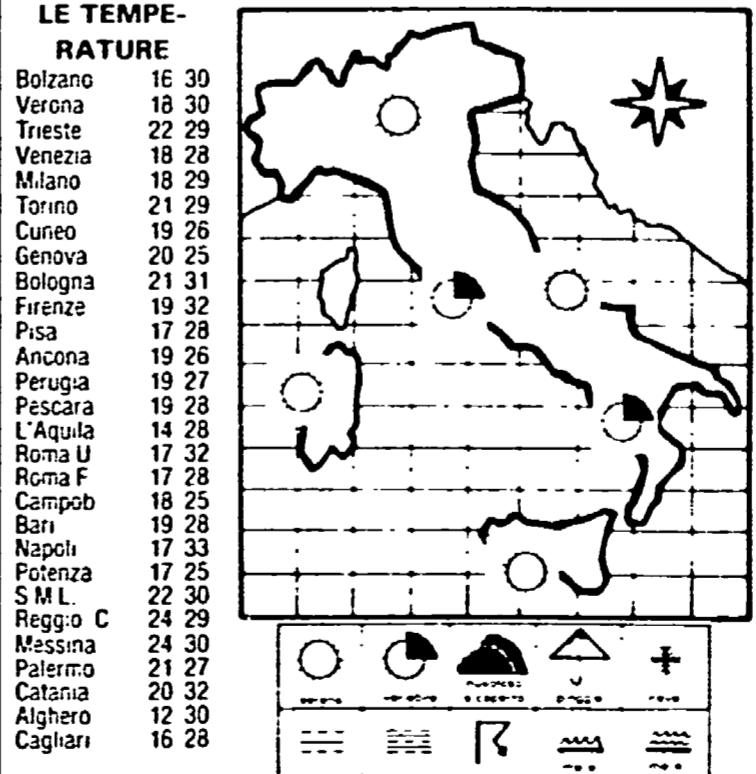 LE TEMPE-
RATURE
Bolzano 16 30
Verona 18 30
Trieste 22 29
Venezia 18 28
Milano 18 29
Torino 21 29
Cuneo 19 26
Genova 20 25
Bologna 21 31
Firenze 19 32
Pisa 17 28
Ancona 19 26
Perugia 19 27
Pescara 19 28
L'Aquila 14 28
Roma U 17 32
Roma F 17 28
Campob 18 25
Bari 19 28
Napoli 17 33
Potenza 17 25
S M L. 22 30
Reggio C 24 29
Messina 24 30
Palermo 21 27
Catania 20 32
Alghero 12 30
Cagliari 16 28
sereno variabile pioggia neve